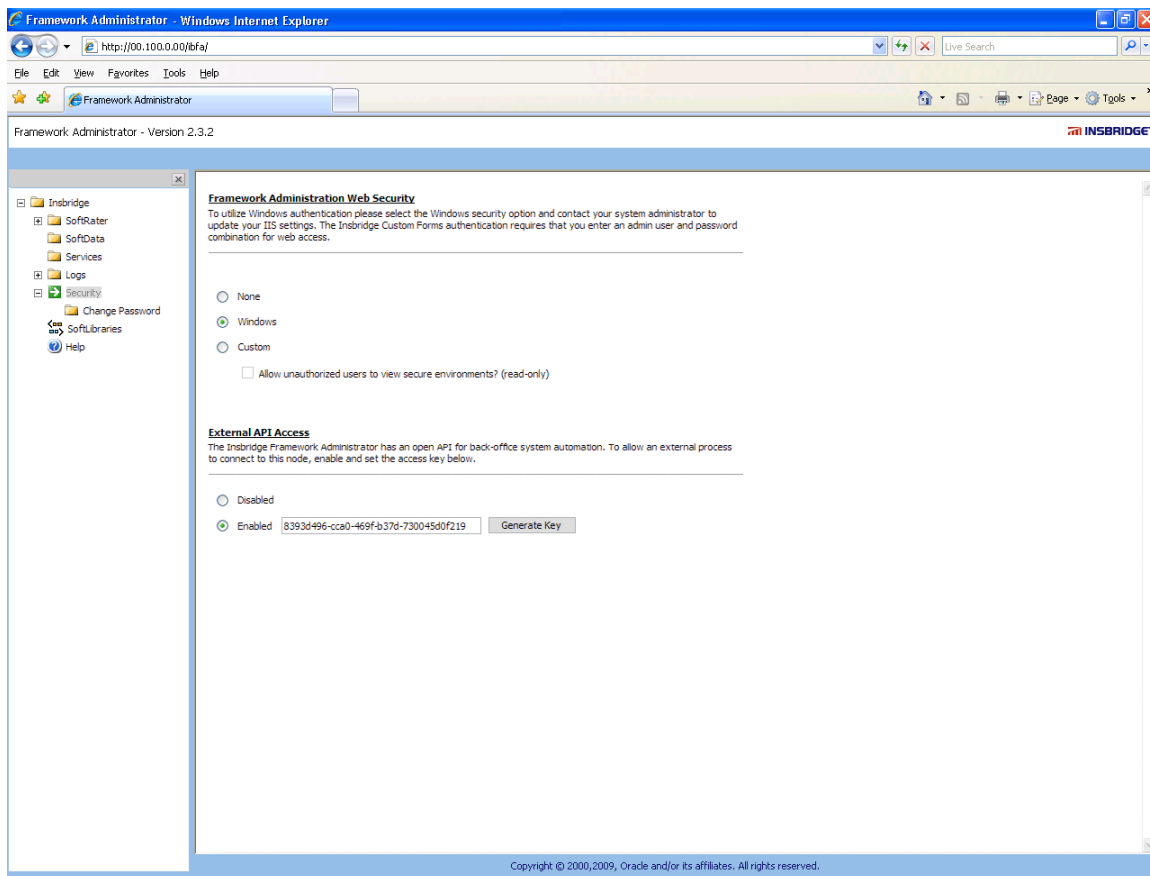 Framework Administrator - Windows Internet Explorer
http://00.100.0.00/ibfa/
Live Search
File Edit View Favorites Tools Help
Framework Administrator
Page Tools
Framework Administrator - Version 2.3.2
INSBRIDGE
Insbridge
SoftRater
SoftData
Services
Logs
Security
Change Password
SoftLibraries
Help
Framework Administration Web Security
To utilize Windows authentication please select the Windows security option and contact your system administrator to
update your IIS settings. The Insbridge Custom Forms authentication requires that you enter an admin user and password
combination for web access.
None
Windows
Custom
Allow unauthorized users to view secure environments? (read-only)
External API Access
The Insbridge Framework Administrator has an open API for back-office system automation. To allow an external process
to connect to this node, enable and set the access key below.
Disabled
Enabled 8393d496-cca0-469f-b37d-730045d0f219 Generate Key
Copyright © 2000,2009, Oracle and/or its affiliates. All rights reserved.